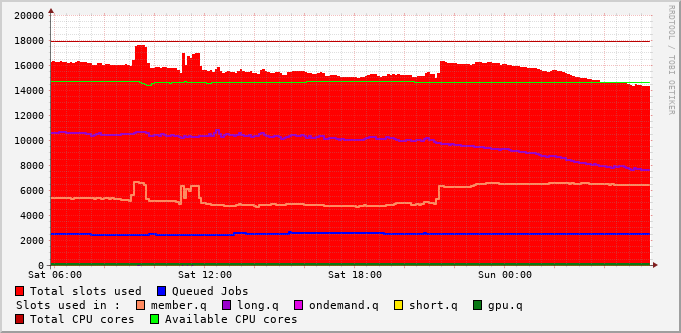 20000
18000
16000
14000
12000
10000
8000
6000
4000
2000
0
Sat 06:00 Sat 12:00 Sat 18:00 Sun 00:00
RRDTOOL / TOBI OETIKER
Total slots used Queued Jobs
Slots used in : member.q long.q ondemand.q short.q gpu.q
Total CPU cores Available CPU cores